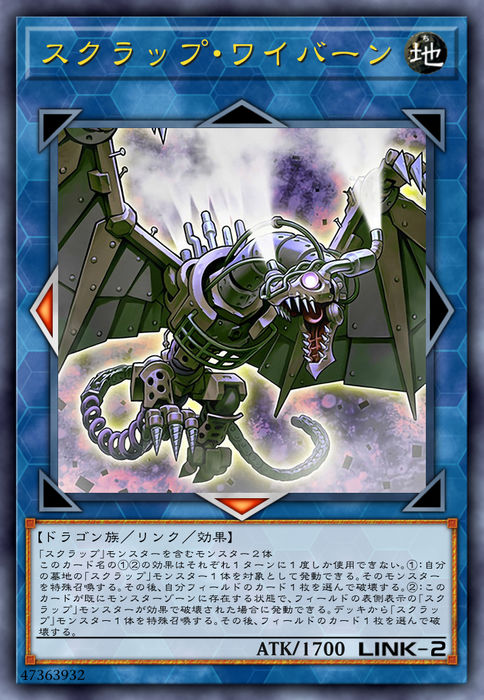 スクラップ・ワイバーン
ち
地
【ドラゴン族／リンク／効果】
「スクラップ」モンスターを含むモンスター２体
このカード名の①②の効果はそれぞれ１ターンに１度しか使用できない。①：自分
の墓地の「スクラップ」モンスター１体を対象として発動できる。そのモンスター
を特殊召喚する。その後、自分フィールドのカード１枚を選んで破壊する。②：この
カードが既にモンスターゾーンに存在する状態で、フィールドの表側表示の「スク
ラップ」モンスターが効果で破壊された場合に発動できる。デッキから「スクラッ
プ」モンスター１体を特殊召喚する。その後、フィールドのカード１枚を選んで破
壊する。
ATK/1700 LINK-2
47363932